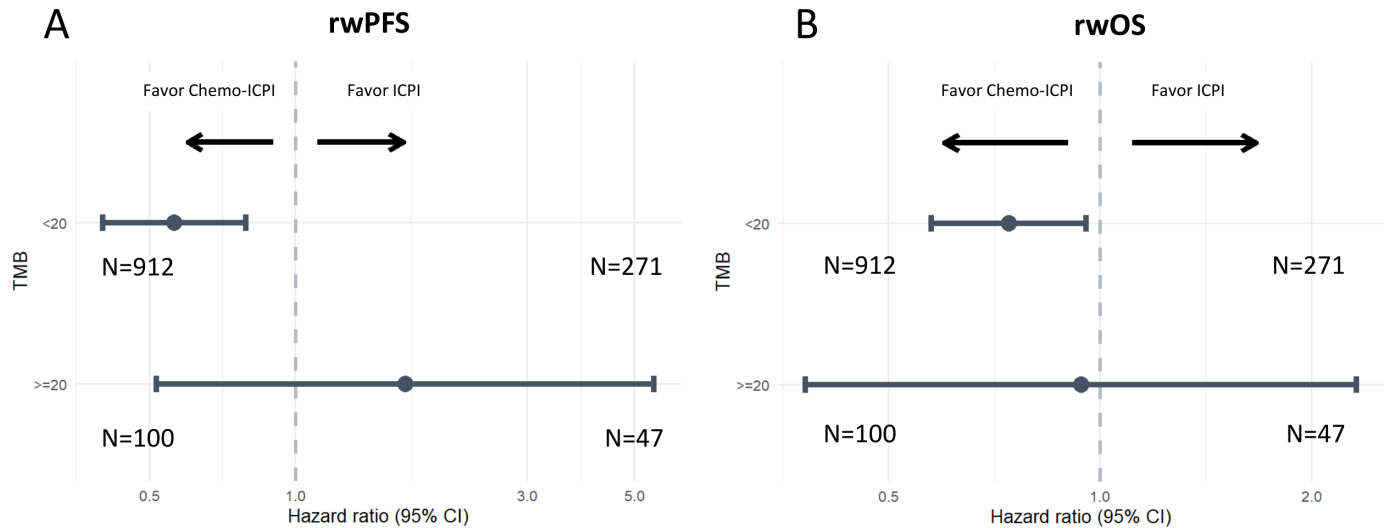 A
rwPFS
Favor Chemo-ICPI
Favor ICPI
<20
N=912
N=271
TMB
>=20
N=100
N=47
0.5
1.0
3.0
5.0
Hazard ratio (95% CI)
B
rwOS
Favor Chemo-ICPI
Favor ICPI
<20
N=912
N=271
TMB
>=20
N=100
N=47
0.5
1.0
2.0
Hazard ratio (95% CI)